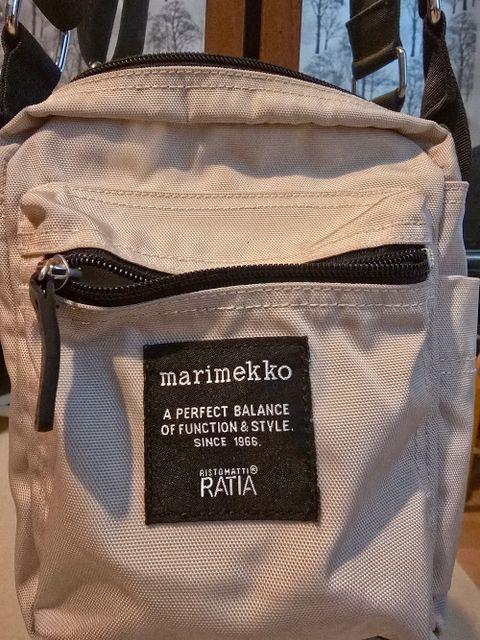 marimekko
A PERFECT BALANCE
OF FUNCTION & STYLE.
SINCE 1966.
RISTOMATTI®
RATIA